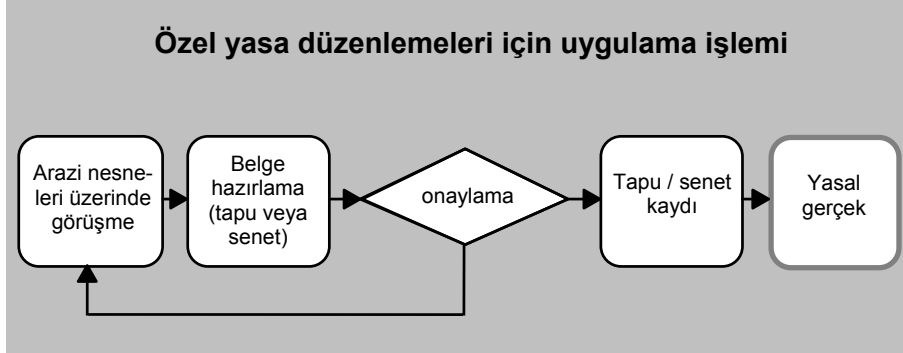 Özel yasa düzenlemeleri için uygulama işlemi
Arazi nesne-
leri üzerinde
görüşme
Belge
hazırlama
(tapu veya
senet)
onaylama
Tapu / senet
kaydı
Yasal
gerçek